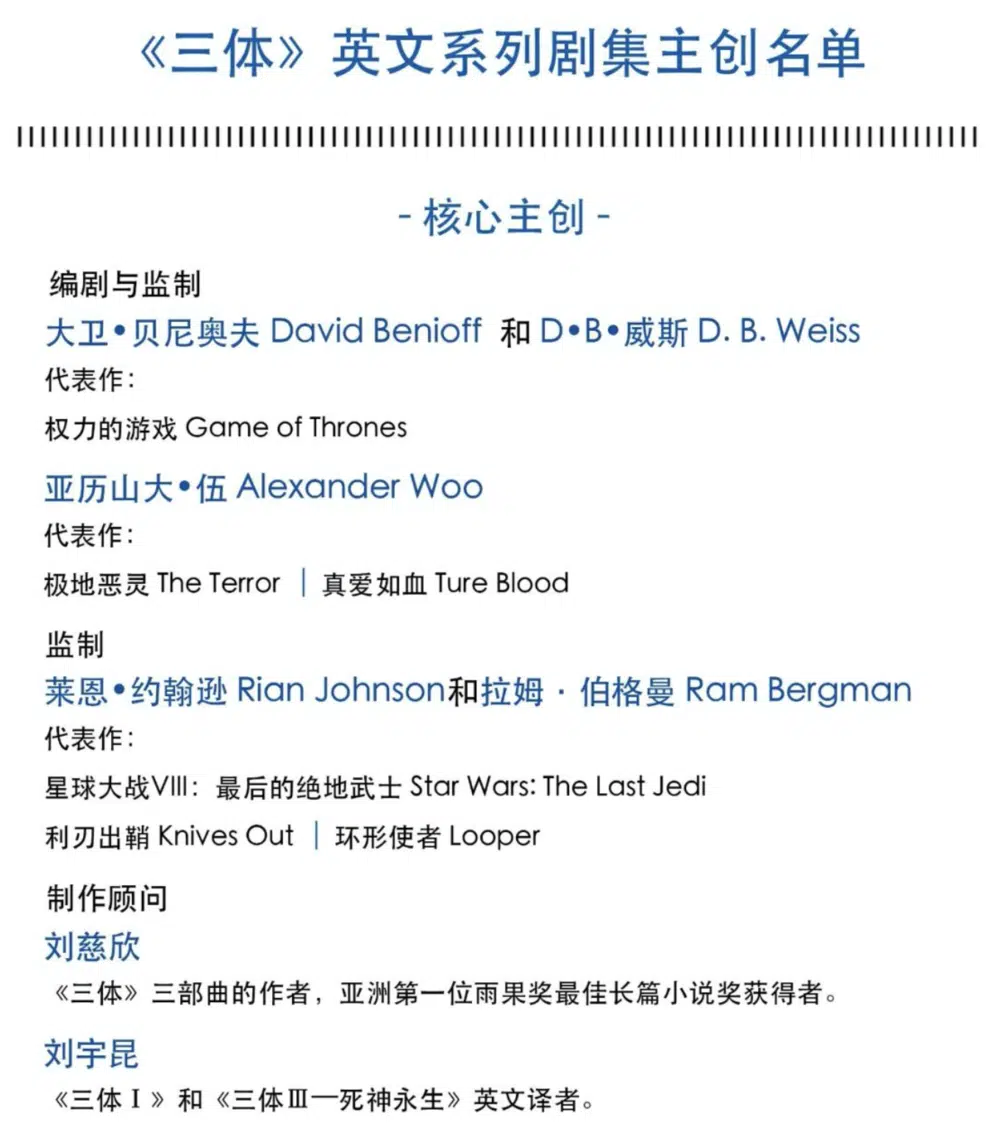 《三体》英文系列剧集主创名单
- 核心主创 -
编剧与监制
大卫•贝尼奥夫 David Benioff 和 D•B•威斯 D. B. Weiss
代表作：
权力的游戏 Game of Thrones
亚历山大•伍 Alexander Woo
代表作：
极地恶灵 The Terror | 真爱如血 Ture Blood
监制
莱恩•约翰逊 Rian Johnson和拉姆 · 伯格曼 Ram Bergman
代表作：
星球大战VIII：最后的绝地武士 Star Wars: The Last Jedi
利刃出鞘 Knives Out | 环形使者 Looper
制作顾问
刘慈欣
《三体》三部曲的作者，亚洲第一位雨果奖最佳长篇小说奖获得者。
刘宇昆
《三体Ⅰ》和《三体Ⅲ—死神永生》英文译者。